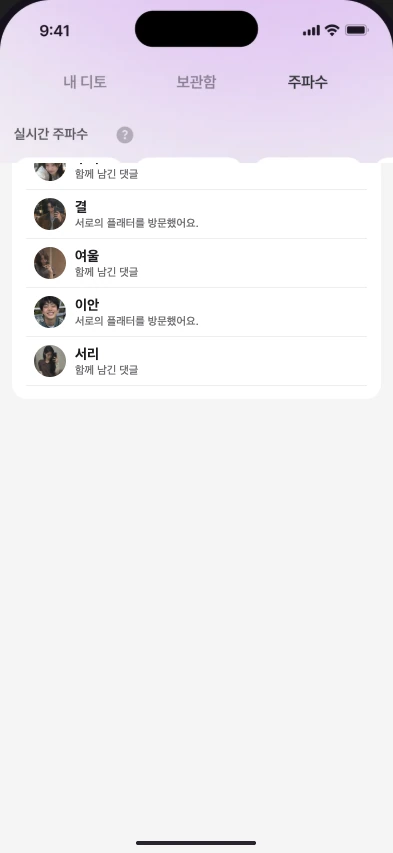 9:41
내 디토
보관함
주파수
실시간 주파수
?
함께 남긴 댓글
결
서로의 플래터를 방문했어요.
여울
함께 남긴 댓글
이안
서로의 플래터를 방문했어요.
서리
함께 남긴 댓글